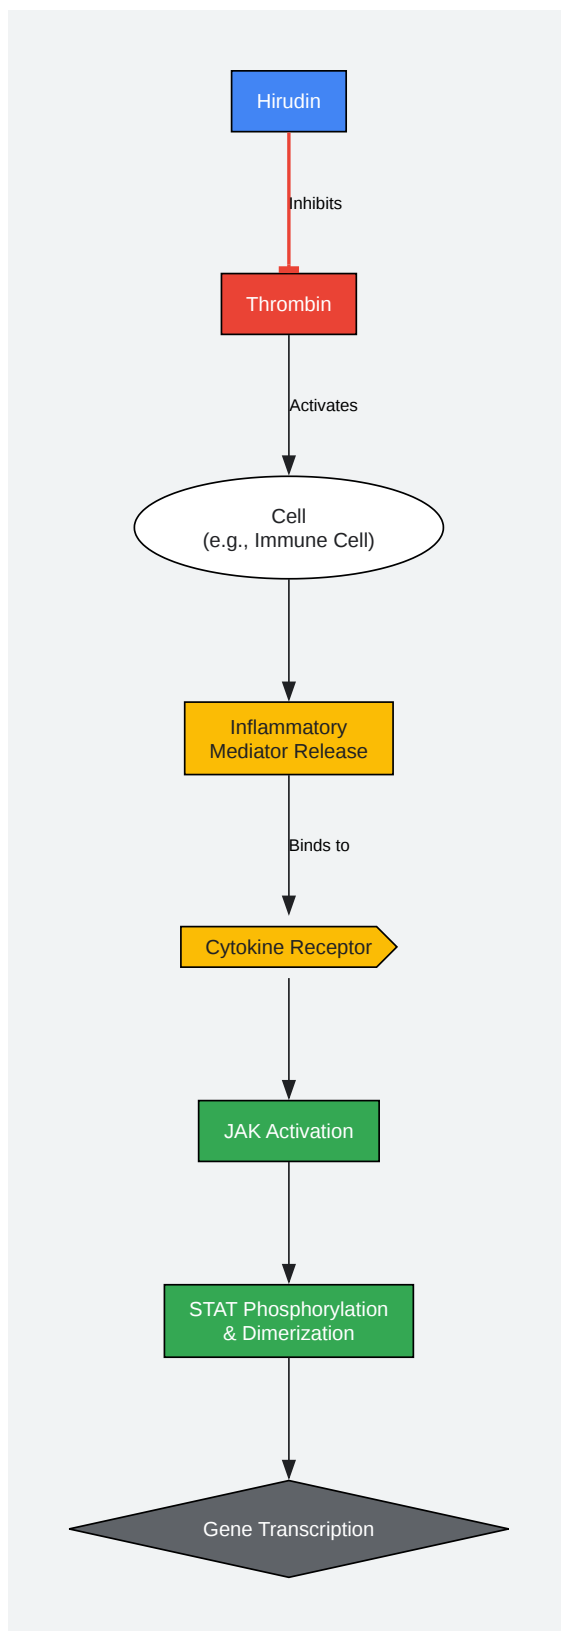 Hirudin
Inhibits
Thrombin
Activates
Cell
(e.g., Immune Cell)
Inflammatory
Mediator Release
Binds to
Cytokine Receptor
JAK Activation
STAT Phosphorylation
& Dimerization
Gene Transcription